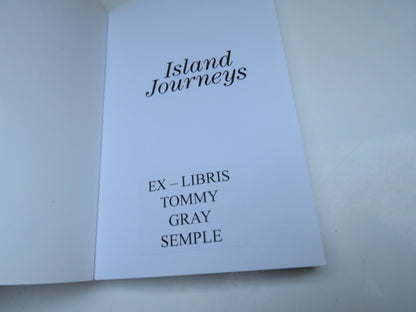 Island
Journeys
EX – LIBRIS
TOMMY
GRAY
SEMPLE